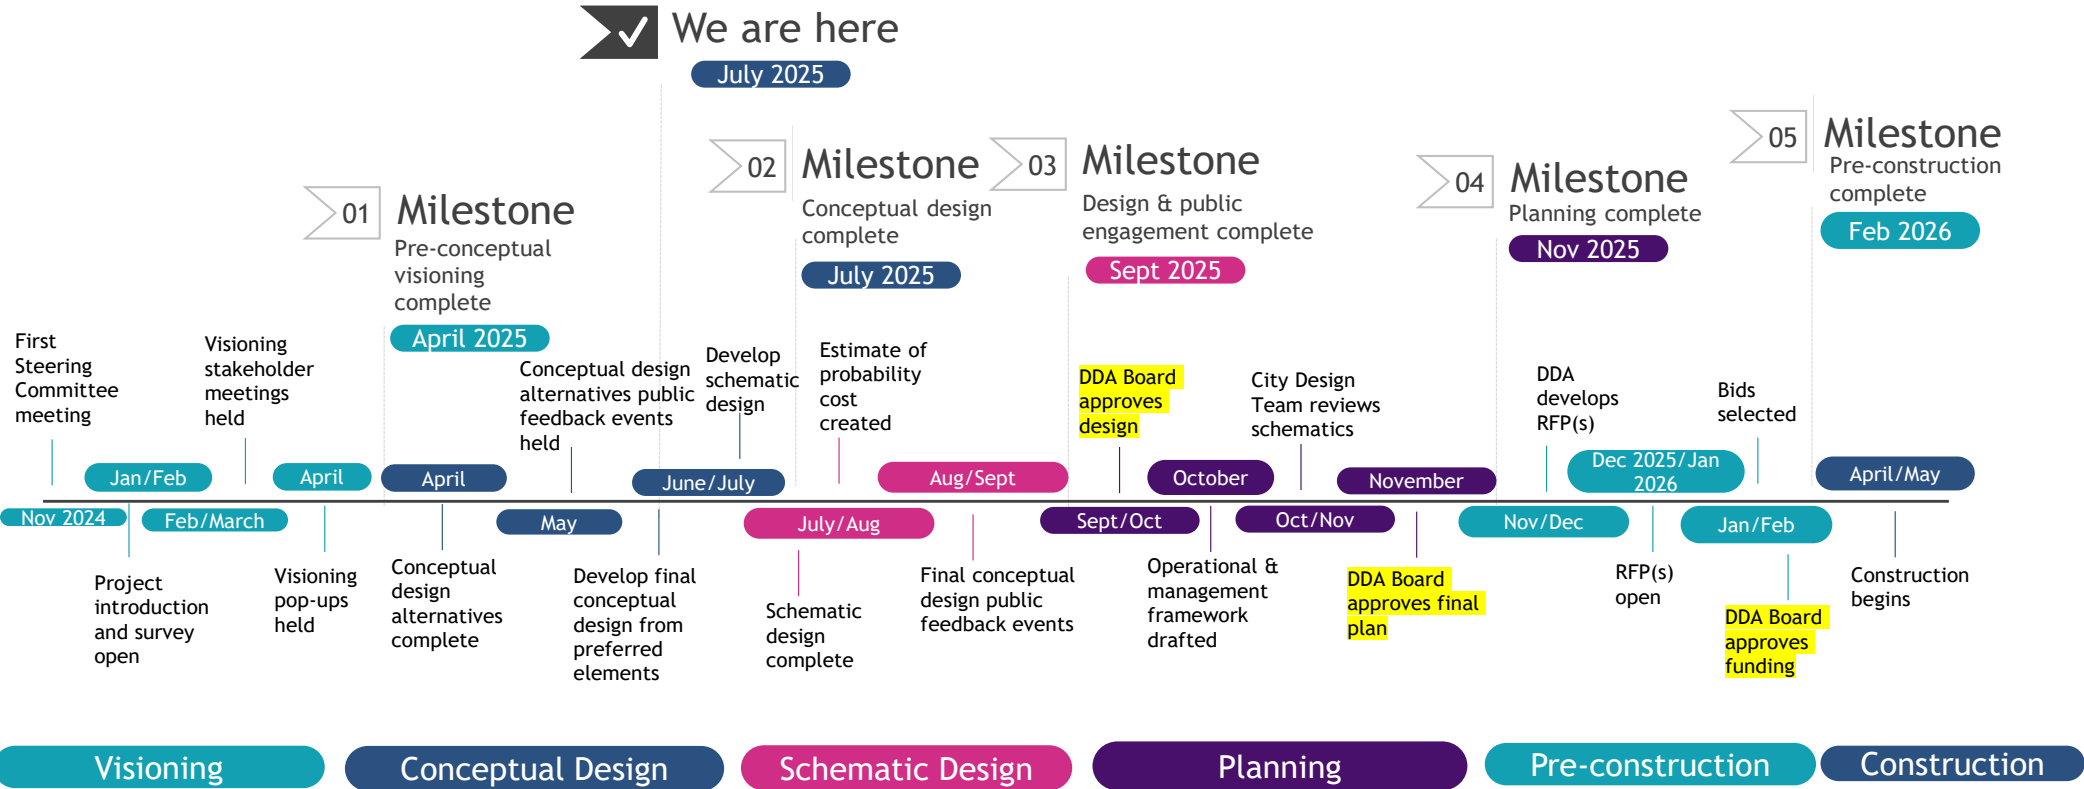 We are here
July 2025
01
Milestone
Pre-conceptual
visioning
complete
April 2025
02
Milestone
Conceptual design
complete
July 2025
03
Milestone
Design & public
engagement complete
Sept 2025
04
Milestone
Planning complete
Nov 2025
05
Milestone
Pre-construction
complete
Feb 2026
First
Steering
Committee
meeting
Visioning
stakeholder
meetings
held
Conceptual design
alternatives public
feedback events
held
Develop
schematic
design
Estimate of
probability
cost
created
DDA Board
approves
design
City Design
Team reviews
schematics
DDA
develops
RFP(s)
Bids
selected
Jan/Feb
April
April
June/July
Aug/Sept
October
November
Dec 2025/Jan
2026
April/May
Nov 2024
Feb/March
May
July/Aug
Sept/Oct
Oct/Nov
Nov/Dec
Jan/Feb
Project
introduction
and survey
open
Visioning
pop-ups
held
Conceptual
design
alternatives
complete
Develop final
conceptual
design from
preferred
elements
Schematic
design
complete
Final conceptual
design public
feedback events
Operational &
management
framework
drafted
DDA Board
approves final
plan
RFP(s)
open
DDA Board
approves
funding
Construction
begins
Visioning
Conceptual Design
Schematic Design
Planning
Pre-construction
Construction